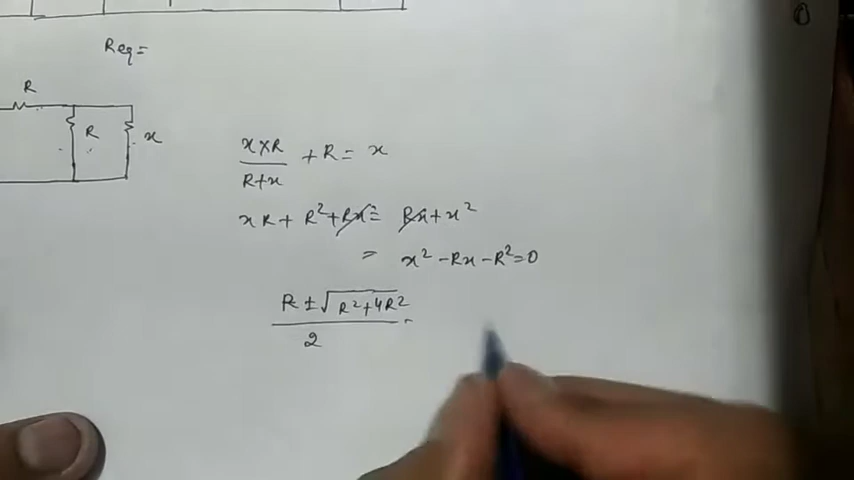 Req=
R
R
x
x×R / R+x + R = x
xR + R² + Rx = Rx + x²
= x² - Rx - R² = 0
R ± √R² + 4R² / 2 =